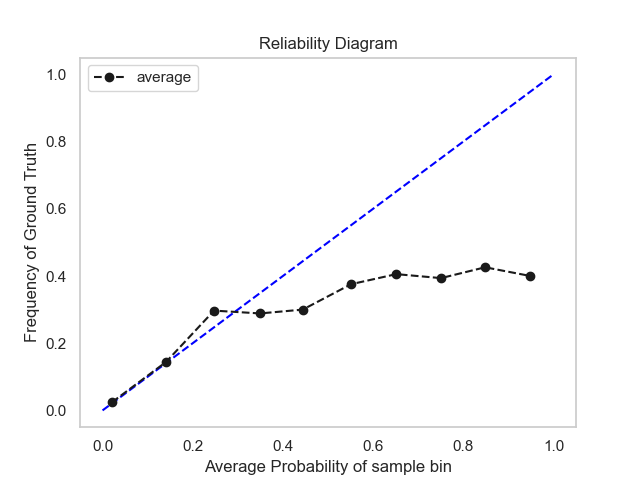 Reliability Diagram
average
Frequency of Ground Truth
1.0
0.8
0.6
0.4
0.2
0.0
0.0 0.2 0.4 0.6 0.8 1.0
Average Probability of sample bin